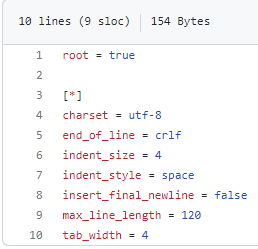 10 lines (9 sloc) 154 Bytes
1 root = true
2
3 [*]
4 charset = utf-8
5 end_of_line = crlf
6 indent_size = 4
7 indent_style = space
8 insert_final_newline = false
9 max_line_length = 120
10 tab_width = 4